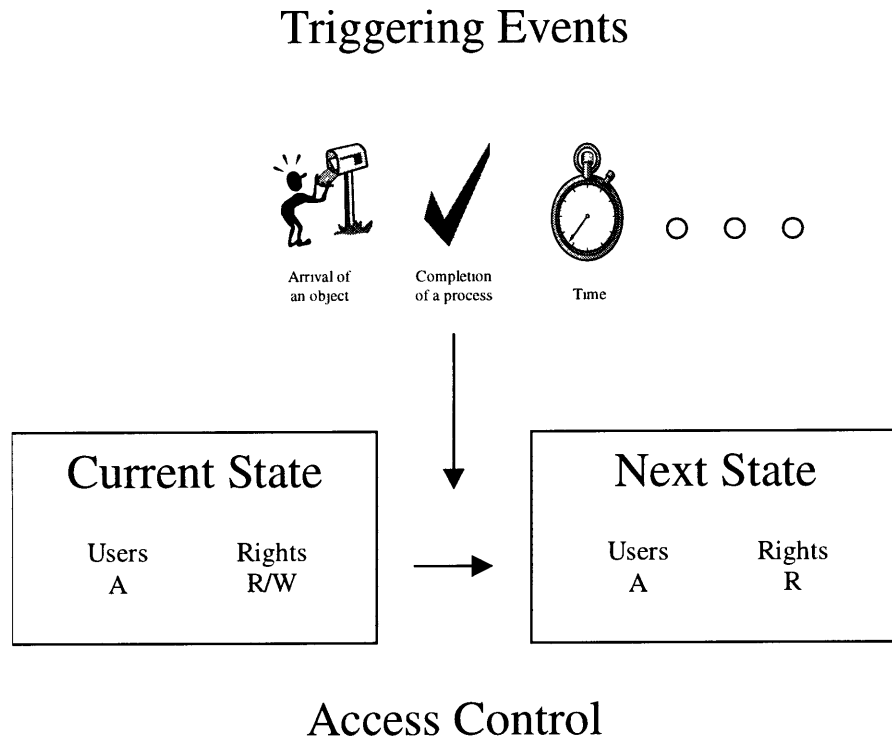 Triggering Events
Arrival of
an object
Completion
of a process
Time
Current State
Users Rights
A R/W
Next State
Users Rights
A R
Access Control